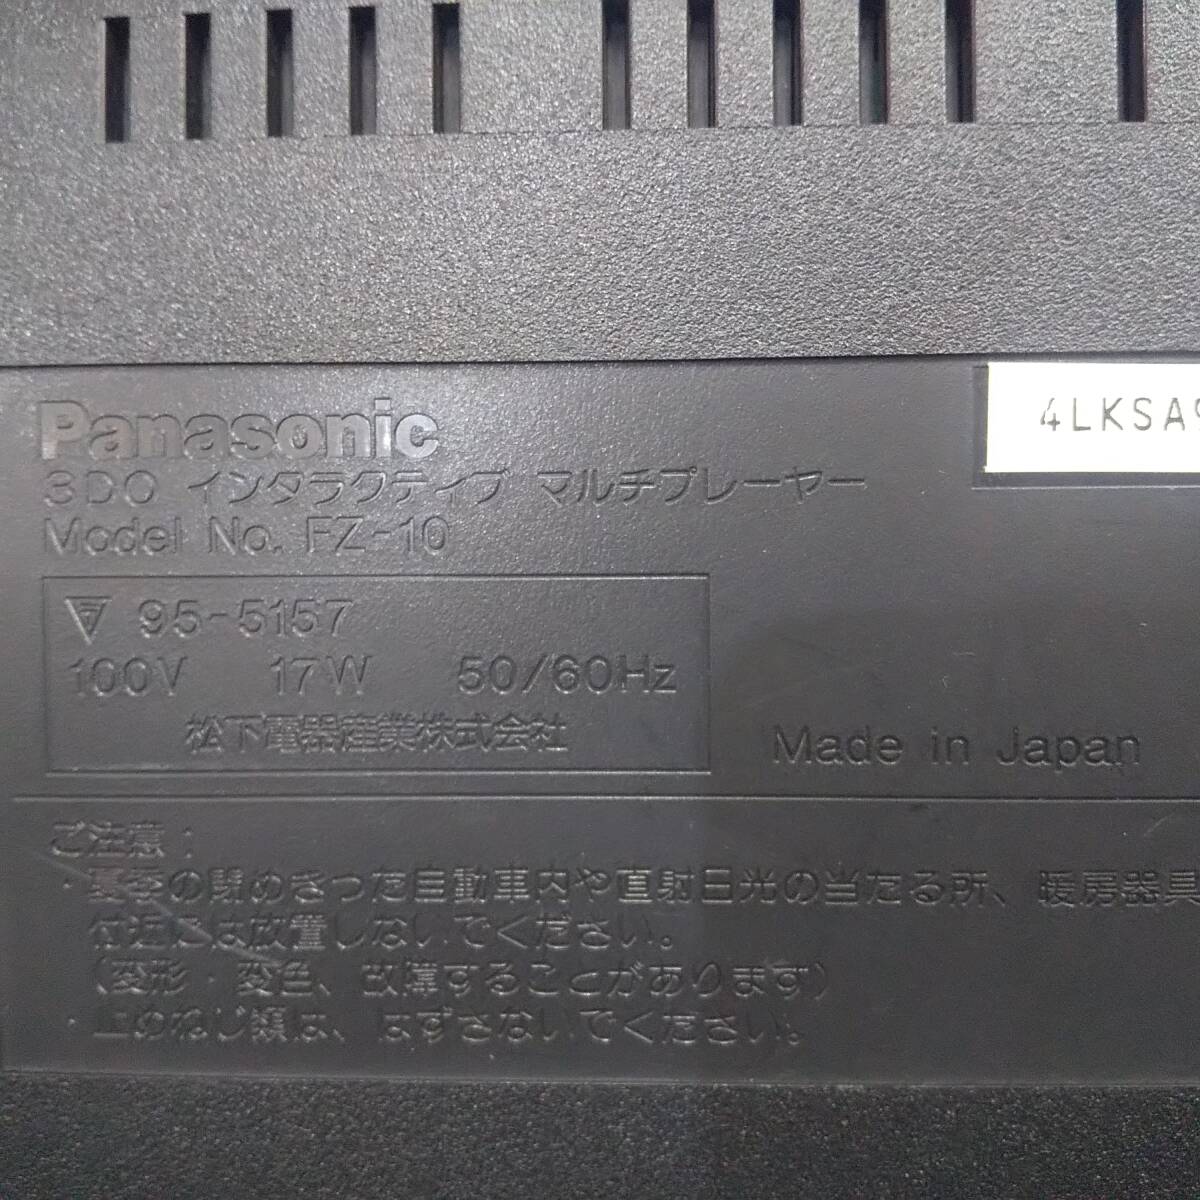 4LKSA
Panasonic
3DO インタラクティブ マルチプレーヤー
Model No. FZ-10
95-5157
100V 17W 50/60Hz
松下電器産業株式会社
Made in Japan
ご注意：
・夏季の閉めきった自動車内や直射日光の当たる所、暖房器具
付近には放置しないでください。
（変形・変色、故障することがあります）
・上のねじ類は、はずさないでください。